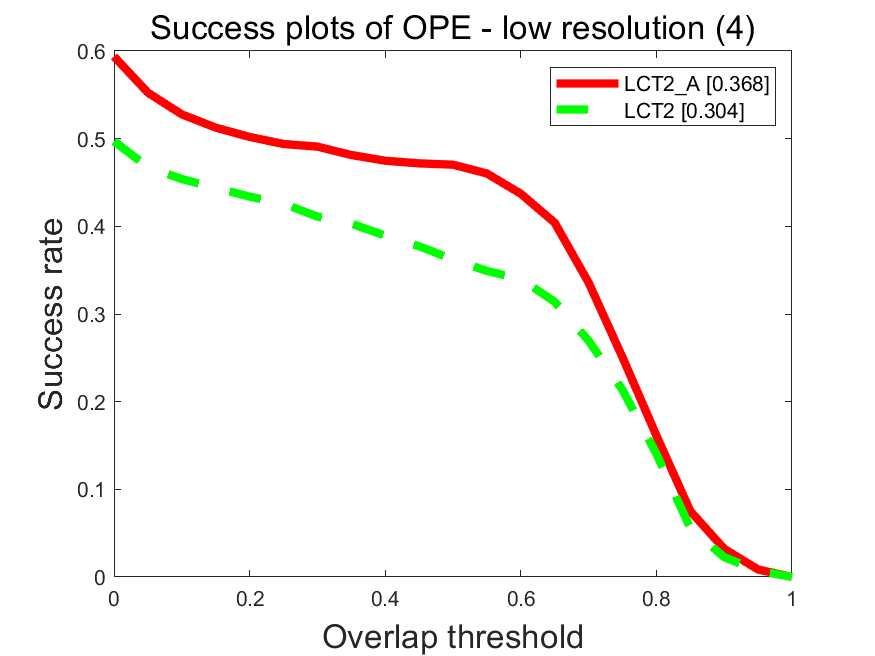 Success plots of OPE - low resolution (4)
LCT2_A [0.368]
LCT2 [0.304]
Success rate
0.6
0.5
0.4
0.3
0.2
0.1
0
0 0.2 0.4 0.6 0.8 1
Overlap threshold